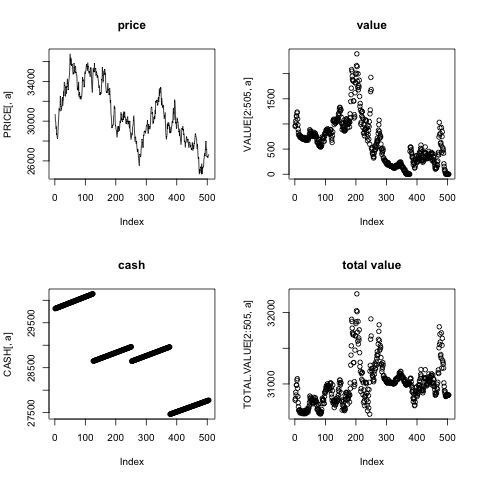 price
PRICE[, a]
26000 30000 34000
0 100 200 300 400 500
Index
value
VALUE[2:505, a]
0 500 1500
0 100 200 300 400 500
Index
cash
CASH[, a]
27500 28500 29500
0 100 200 300 400 500
Index
total value
TOTAL.VALUE[2:505, a]
31000 32000
0 100 200 300 400 500
Index